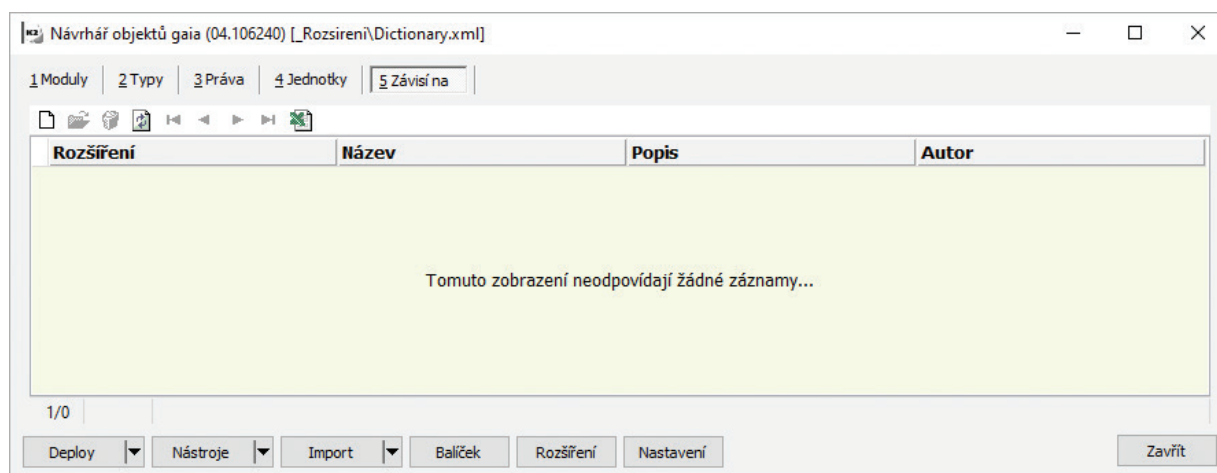 K2 Návrhář objektů gaia (04.106240) [_Rozsireni\Dictionary.xml]
1 Moduly 2 Typy 3 Práva 4 Jednotky 5 Závisí na
Rozšíření Název Popis Autor
Tomuto zobrazení neodpovídají žádné záznamy...
1/0
Deploy Nástroje Import Balíček Rozšíření Nastavení Zavřít